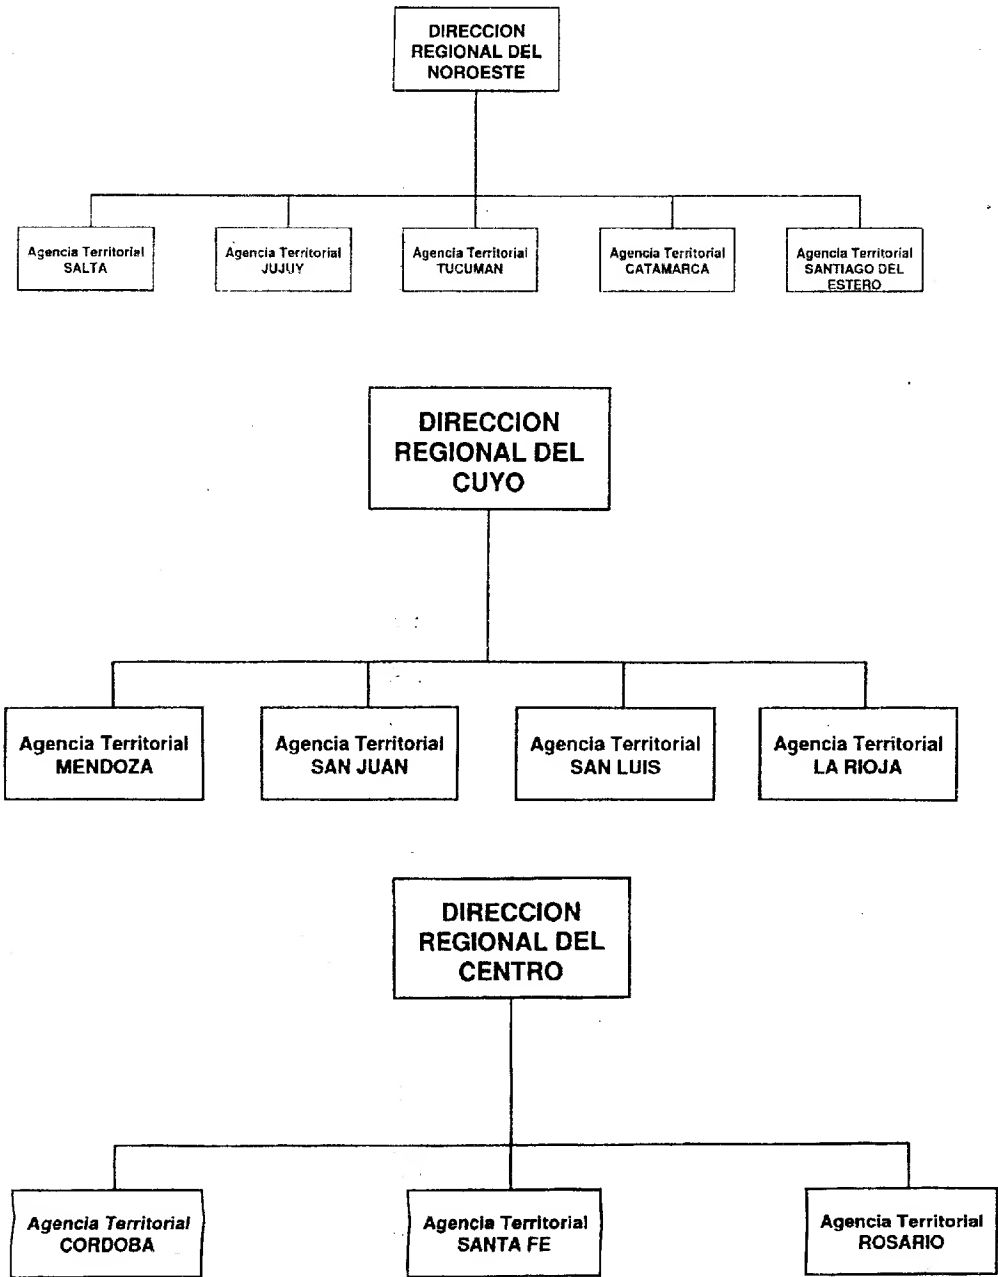 DIRECCION
REGIONAL DEL
NOROESTE
Agencia Territorial
SALTA
Agencia Territorial
JUJUY
Agencia Territorial
TUCUMAN
Agencia Territorial
CATAMARCA
Agencia Territorial
SANTIAGO DEL
ESTERO
DIRECCION
REGIONAL DEL
CUYO
Agencia Territorial
MENDOZA
Agencia Territorial
SAN JUAN
Agencia Territorial
SAN LUIS
Agencia Territorial
LA RIOJA
DIRECCION
REGIONAL DEL
CENTRO
Agencia Territorial
CORDOBA
Agencia Territorial
SANTA FE
Agencia Territorial
ROSARIO